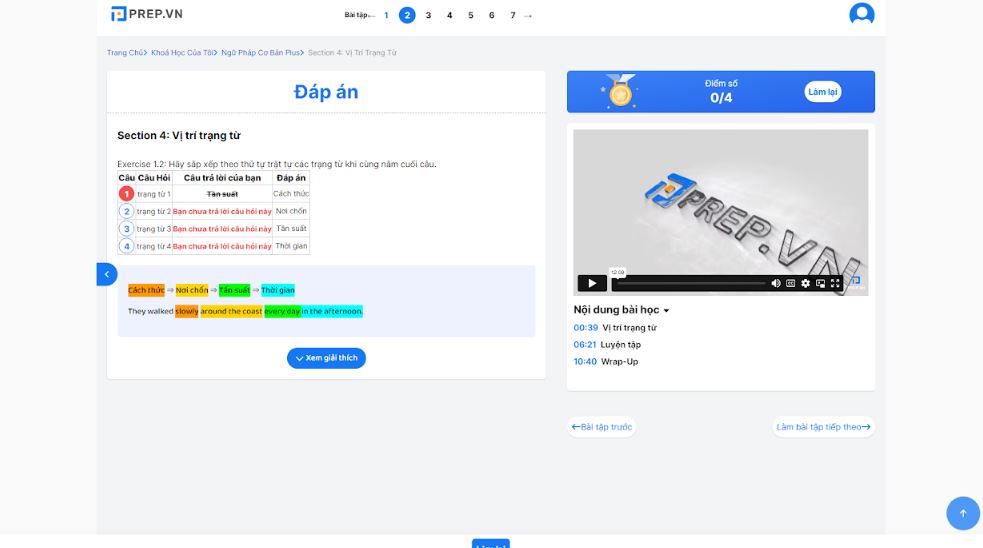 PREP.VN
Bài tập 1 2 3 4 5 6 7 →
Trang Chủ> Khoá Học Của Tôi> Ngữ Pháp Cơ Bản Plus> Section 4: Vị Trí Trạng Từ
Đáp án
Section 4: Vị trí trạng từ
Exercise 1.2: Hãy sắp xếp theo thứ tự trật tự các trạng từ khi cùng nằm cuối câu.
Câu Câu Hỏi Câu trả lời của bạn Đáp án
1 trạng từ 1 Tần suất Cách thức
2 trạng từ 2 Bạn chưa trả lời câu hỏi này Nơi chốn
3 trạng từ 3 Bạn chưa trả lời câu hỏi này Tần suất
4 trạng từ 4 Bạn chưa trả lời câu hỏi này Thời gian
Cách thức ⇒ Nơi chốn ⇒ Tần suất ⇒ Thời gian
They walked slowly around the coast every day in the afternoon.
Xem giải thích
Điểm số
0/4
Làm lại
PREP.VN
12:09
Nội dung bài học
00:39 Vị trí trạng từ
06:21 Luyện tập
10:40 Wrap-Up
←Bài tập trước
Làm bài tập tiếp theo→